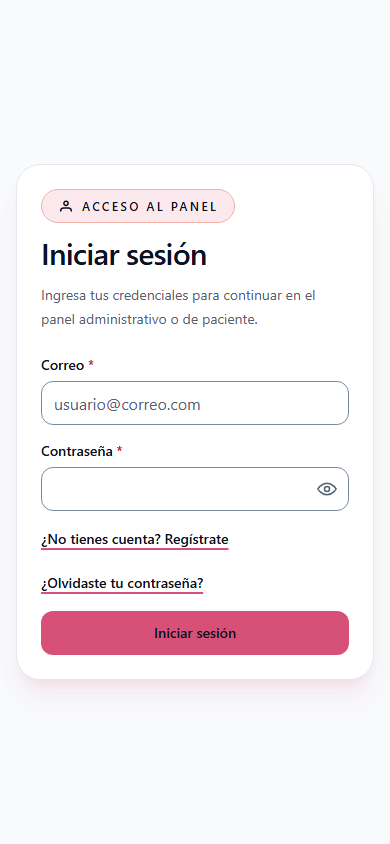 ACCESO AL PANEL
Iniciar sesión
Ingresa tus credenciales para continuar en el
panel administrativo o de paciente.
Correo *
usuario@correo.com
Contraseña *
¿No tienes cuenta? Regístrate
¿Olvidaste tu contraseña?
Iniciar sesión